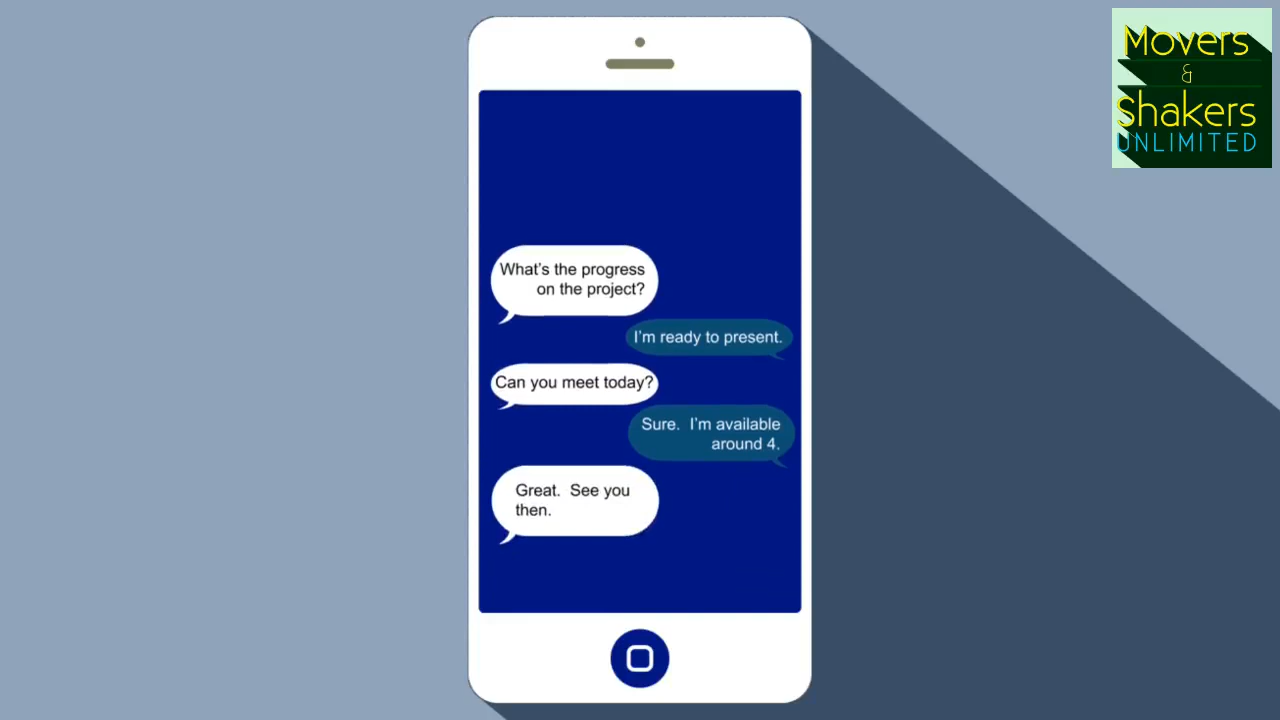 Movers
&
Shakers
UNLIMITED
What's the progress
on the project?
I'm ready to present.
Can you meet today?
Sure.  I'm available
around 4.
Great.  See you
then.